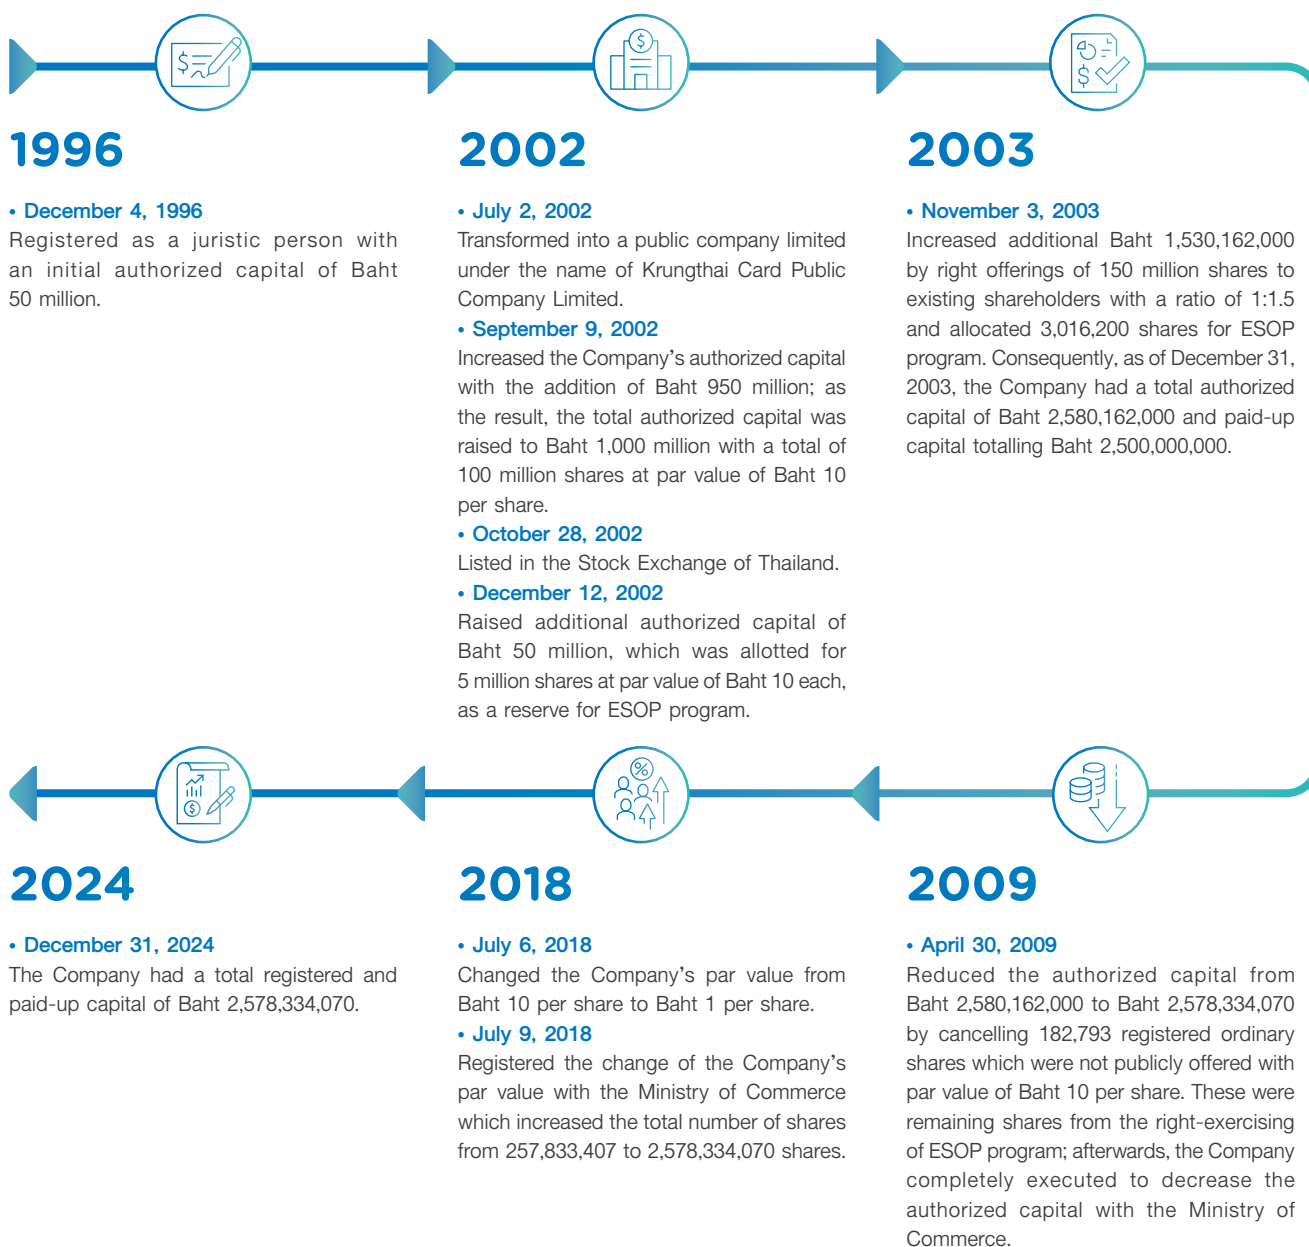 1996
• December 4, 1996
Registered as a juristic person with
an initial authorized capital of Baht
50 million.
2002
• July 2, 2002
Transformed into a public company limited
under the name of Krungthai Card Public
Company Limited.
• September 9, 2002
Increased the Company's authorized capital
with the addition of Baht 950 million; as
the result, the total authorized capital was
raised to Baht 1,000 million with a total of
100 million shares at par value of Baht 10
per share.
• October 28, 2002
Listed in the Stock Exchange of Thailand.
• December 12, 2002
Raised additional authorized capital of
Baht 50 million, which was allotted for
5 million shares at par value of Baht 10 each,
as a reserve for ESOP program.
2003
• November 3, 2003
Increased additional Baht 1,530,162,000
by right offerings of 150 million shares to
existing shareholders with a ratio of 1:1.5
and allocated 3,016,200 shares for ESOP
program. Consequently, as of December 31,
2003, the Company had a total authorized
capital of Baht 2,580,162,000 and paid-up
capital totalling Baht 2,500,000,000.
2024
• December 31, 2024
The Company had a total registered and
paid-up capital of Baht 2,578,334,070.
2018
• July 6, 2018
Changed the Company's par value from
Baht 10 per share to Baht 1 per share.
• July 9, 2018
Registered the change of the Company's
par value with the Ministry of Commerce
which increased the total number of shares
from 257,833,407 to 2,578,334,070 shares.
2009
• April 30, 2009
Reduced the authorized capital from
Baht 2,580,162,000 to Baht 2,578,334,070
by cancelling 182,793 registered ordinary
shares which were not publicly offered with
par value of Baht 10 per share. These were
remaining shares from the right-exercising
of ESOP program; afterwards, the Company
completely executed to decrease the
authorized capital with the Ministry of
Commerce.